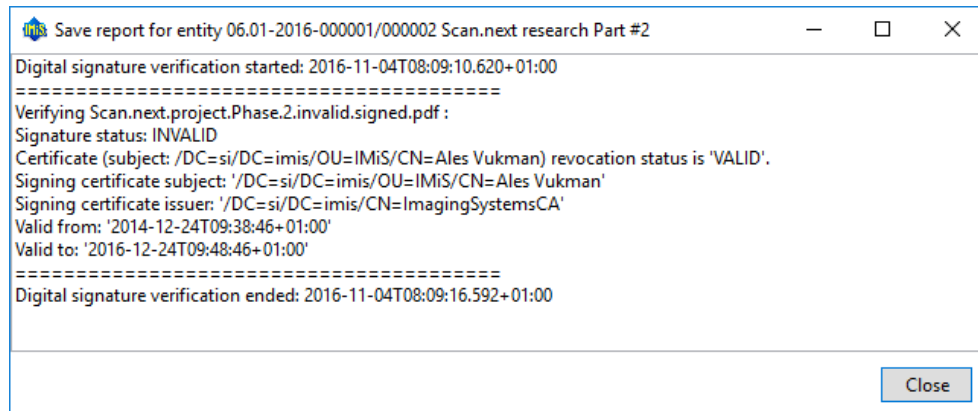 IMiS
Save report for entity 06.01-2016-000001/000002 Scan.next research Part #2
Digital signature verification started: 2016-11-04T08:09:10.620+01:00
========================================
Verifying Scan.next.project.Phase.2.invalid.signed.pdf :
Signature status: INVALID
Certificate (subject: /DC=si/DC=imis/OU=IMiS/CN=Ales Vukman) revocation status is 'VALID'.
Signing certificate subject: '/DC=si/DC=imis/OU=IMiS/CN=Ales Vukman'
Signing certificate issuer: '/DC=si/DC=imis/CN=ImagingSystemsCA'
Valid from: '2014-12-24T09:38:46+01:00'
Valid to: '2016-12-24T09:48:46+01:00'
========================================
Digital signature verification ended: 2016-11-04T08:09:16.592+01:00
Close